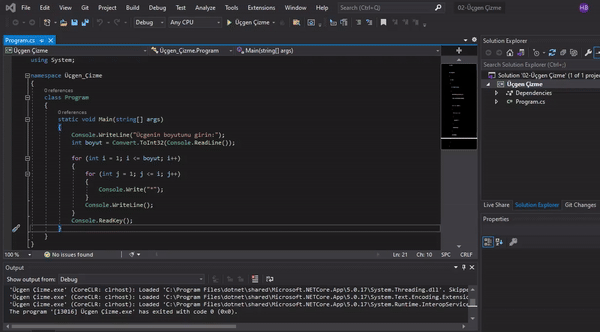 File Edit View Git Project Build Debug Test Analyze Tools Extensions Window Help Search (Ctrl+Q) 02-Üçgen Çizme HB
Debug Any CPU Üçgen Çizme
Program.cs
Üçgen Çizme Üçgen_Çizme.Program Main(string[] args)
using System;
namespace Üçgen_Çizme
{
0 references
class Program
{
0 references
static void Main(string[] args)
{
Console.WriteLine("Üçgenin boyutunu girin:");
int boyut = Convert.ToInt32(Console.ReadLine());
for (int i = 1; i <= boyut; i++)
{
for (int j = 1; j <= i; j++)
{
Console.Write("*");
}
Console.WriteLine();
}
Console.ReadKey();
}
}
}
100 % No issues found Ln: 21 Ch: 10 SPC CRLF
Output
Show output from: Debug
'Üçgen Çizme.exe' (CoreCLR: clrhost): Loaded 'C:\Program Files\dotnet\shared\Microsoft.NETCore.App\5.0.17\System.Threading.dll'. Skippe
'Üçgen Çizme.exe' (CoreCLR: clrhost): Loaded 'C:\Program Files\dotnet\shared\Microsoft.NETCore.App\5.0.17\System.Text.Encoding.Extension
'Üçgen Çizme.exe' (CoreCLR: clrhost): Loaded 'C:\Program Files\dotnet\shared\Microsoft.NETCore.App\5.0.17\System.Runtime.InteropService
The program '[13016] Üçgen Çizme.exe' has exited with code 0 (0x0).
Solution Explorer
Search Solution Explorer (Ctrl+ş)
Solution '02-Üçgen Çizme' (1 of 1 proj
Üçgen Çizme
Dependencies
Program.cs
Live Share Solution Explorer Git Changes
Properties